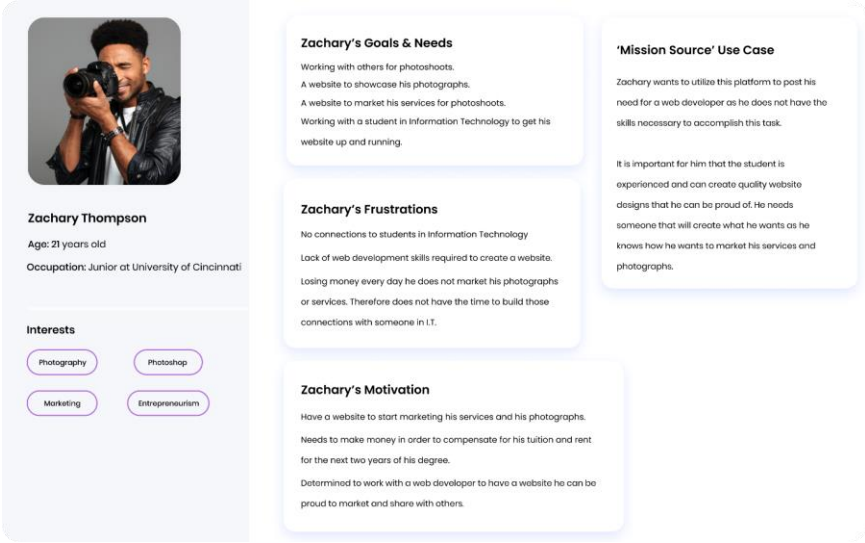 Zachary Thompson
Age: 21 years old
Occupation: Junior at University of Cincinnati
Interests
Photography
Photoshop
Marketing
Entrepreneurism
Zachary’s Goals & Needs
Working with others for photoshoots.
A website to showcase his photographs.
A website to market his services for photoshoots.
Working with a student in Information Technology to get his
website up and running.
Zachary’s Frustrations
No connections to students in Information Technology
Lack of web development skills required to create a website.
Losing money every day he does not market his photographs
or services. Therefore does not have the time to build those
connections with someone in I.T.
Zachary’s Motivation
Have a website to start marketing his services and his photographs.
Needs to make money in order to compensate for his tuition and rent
for the next two years of his degree.
Determined to work with a web developer to have a website he can be
proud to market and share with others.
‘Mission Source’ Use Case
Zachary wants to utilize this platform to post his
need for a web developer as he does not have the
skills necessary to accomplish this task.
It is important for him that the student is
experienced and can create quality website
designs that he can be proud of. He needs
someone that will create what he wants as he
knows how he wants to market his services and
photographs.